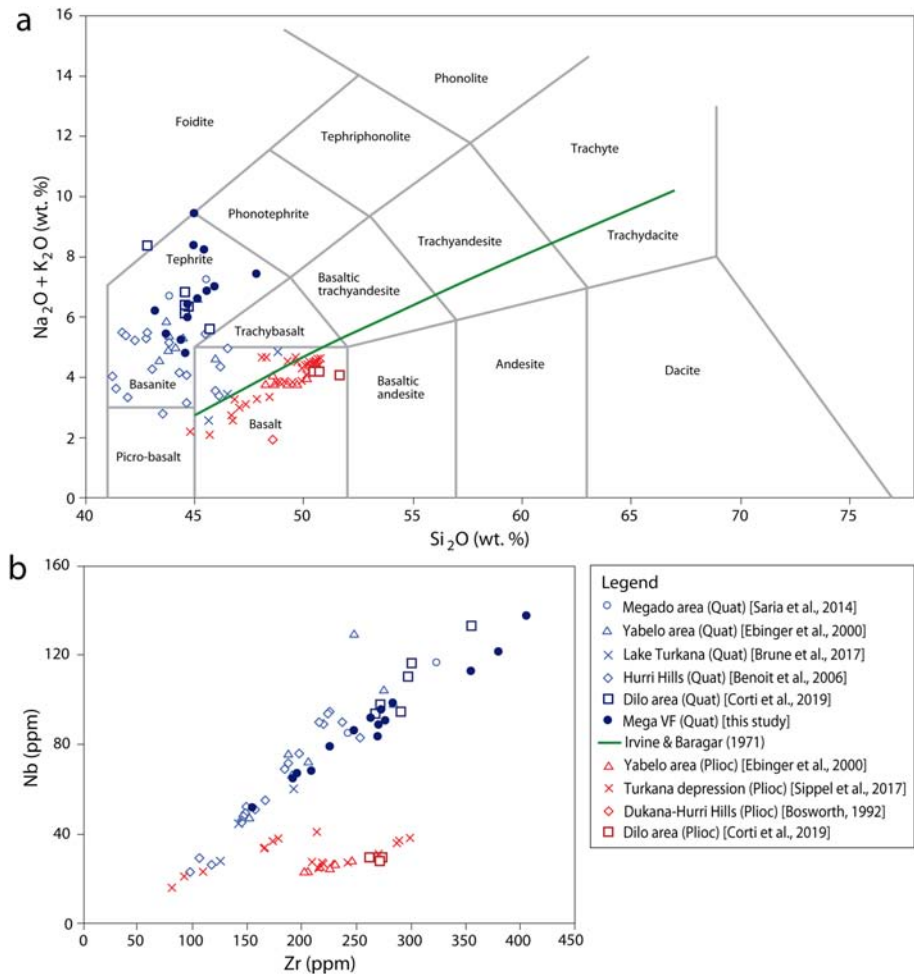 a
16
14
12
10
8
6
4
2
0
Na₂O + K₂O (wt. %)
Phonolite
Foidite
Tephriphonolite
Trachyte
Phonotephrite
Trachyandesite
Trachydacite
Tephrite
Basaltic
trachyandesite
Trachybasalt
Basanite
Basaltic
andesite
Andesite
Dacite
Basalt
Picro-basalt
40 45 50 55 60 65 70 75
Si₂O (wt. %)
b
160
120
80
40
0
Nb (ppm)
0 50 100 150 200 250 300 350 400 450
Zr (ppm)
Legend
Megado area (Quat) [Saria et al., 2014]
Yabelo area (Quat) [Ebinger et al., 2000]
Lake Turkana (Quat) [Brune et al., 2017]
Hurri Hills (Quat) [Benoit et al., 2006]
Dilo area (Quat) [Corti et al., 2019]
Mega VF (Quat) [this study]
Irvine & Baragar (1971)
Yabelo area (Plioc) [Ebinger et al., 2000]
Turkana depression (Plioc) [Sippel et al., 2017]
Dukana-Hurri Hills (Plioc) [Bosworth, 1992]
Dilo area (Plioc) [Corti et al., 2019]